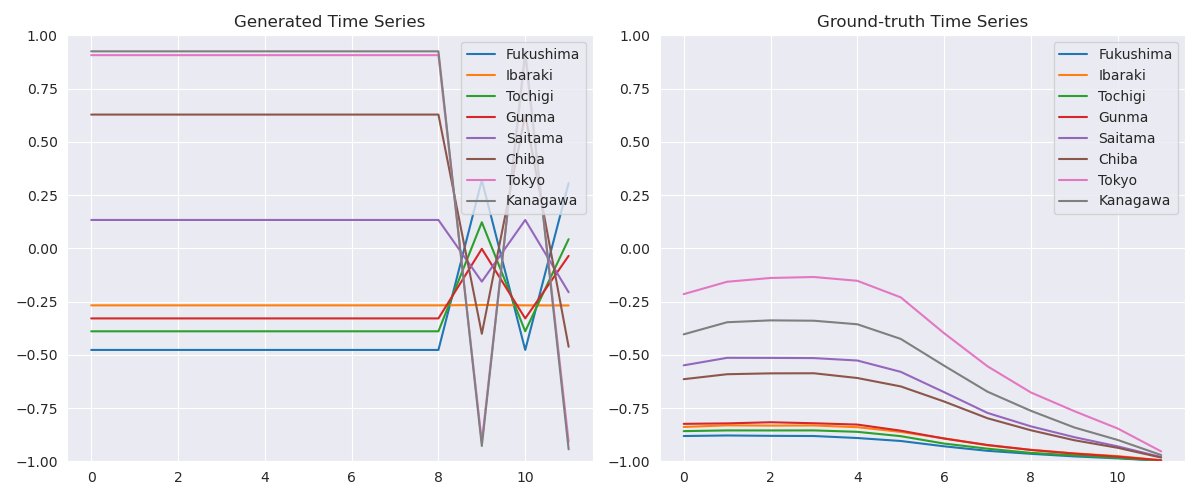 Generated Time Series
1.00
0.75
0.50
0.25
0.00
−0.25
−0.50
−0.75
−1.00
0
2
4
6
8
10
Fukushima
Ibaraki
Tochigi
Gunma
Saitama
Chiba
Tokyo
Kanagawa
Ground-truth Time Series
1.00
0.75
0.50
0.25
0.00
−0.25
−0.50
−0.75
−1.00
0
2
4
6
8
10
Fukushima
Ibaraki
Tochigi
Gunma
Saitama
Chiba
Tokyo
Kanagawa